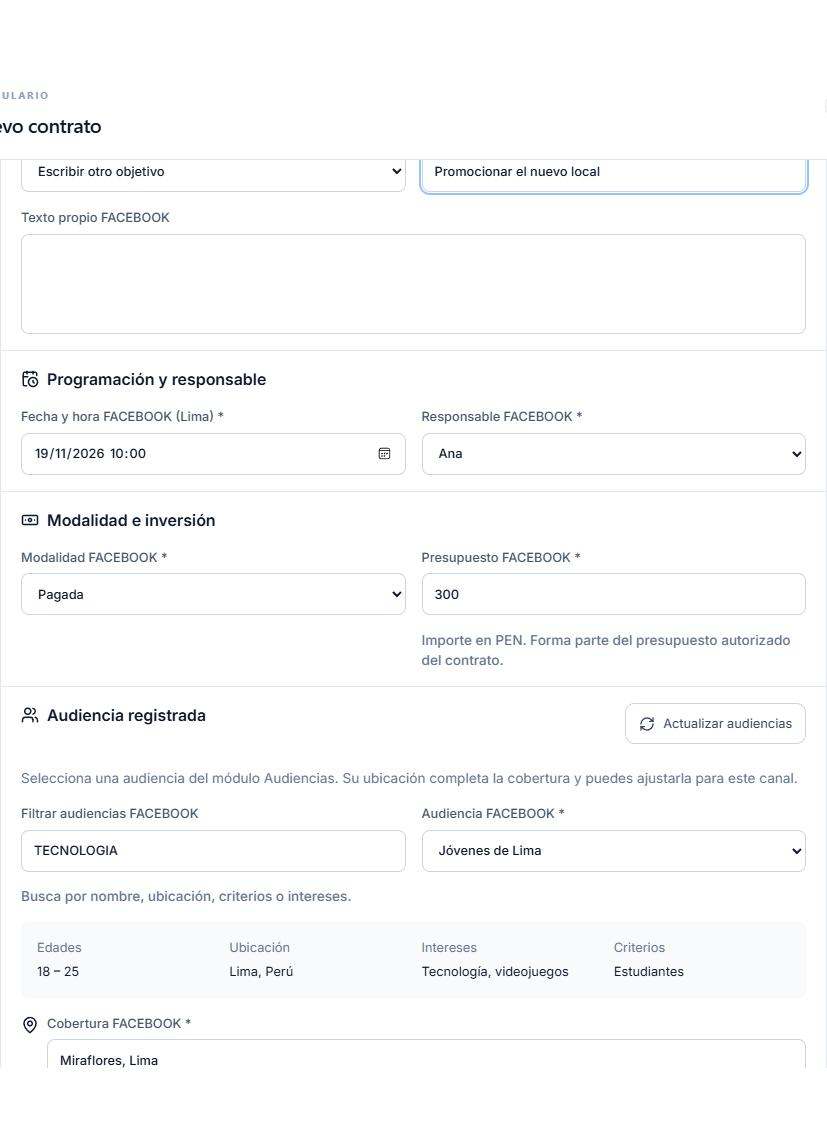 ULARIO
evo contrato
Escribir otro objetivo
Promocionar el nuevo local
Texto propio FACEBOOK
Programación y responsable
Fecha y hora FACEBOOK (Lima) *
Responsable FACEBOOK *
19/11/2026 10:00
Ana
Modalidad e inversión
Modalidad FACEBOOK *
Presupuesto FACEBOOK *
Pagada
300
Importe en PEN. Forma parte del presupuesto autorizado
del contrato.
Audiencia registrada
Actualizar audiencias
Selecciona una audiencia del módulo Audiencias. Su ubicación completa la cobertura y puedes ajustarla para este canal.
Filtrar audiencias FACEBOOK
Audiencia FACEBOOK *
TECNOLOGIA
Jóvenes de Lima
Busca por nombre, ubicación, criterios o intereses.
Edades
Ubicación
Intereses
Criterios
18 – 25
Lima, Perú
Tecnología, videojuegos
Estudiantes
Cobertura FACEBOOK *
Miraflores, Lima